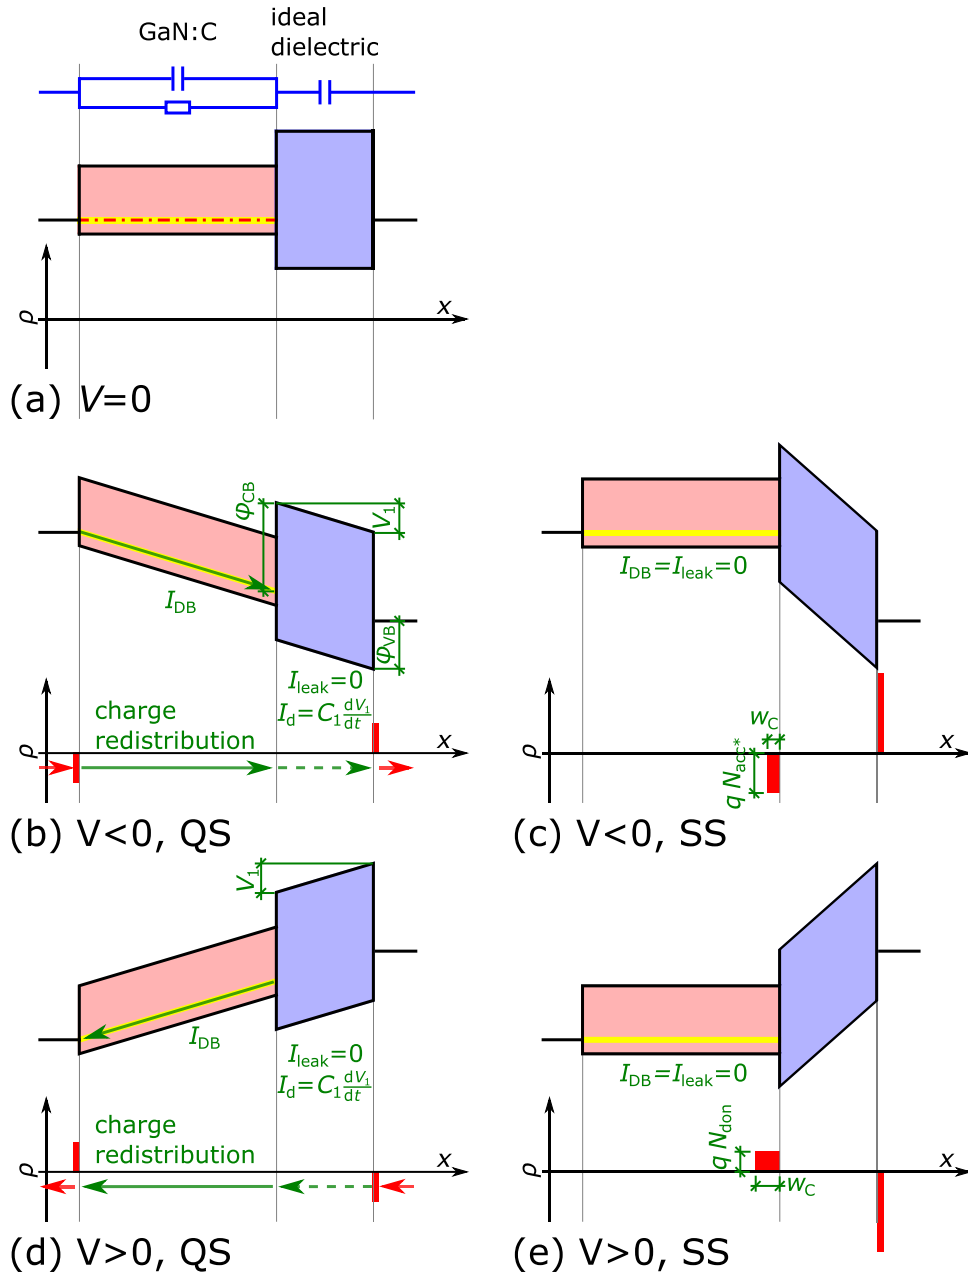 GaN:C
ideal
dielectric
x
ρ
(a) V=0
φCB
V1
IDB
φVB
Ileak=0
Id=C1 dV1/dt
charge
redistribution
x
ρ
(b) V<0, QS
IDB=Ileak=0
wC
q Nacc*
x
(c) V<0, SS
V1
IDB
Ileak=0
Id=C1 dV1/dt
charge
redistribution
x
ρ
(d) V>0, QS
IDB=Ileak=0
q Ndon
x
wC
(e) V>0, SS